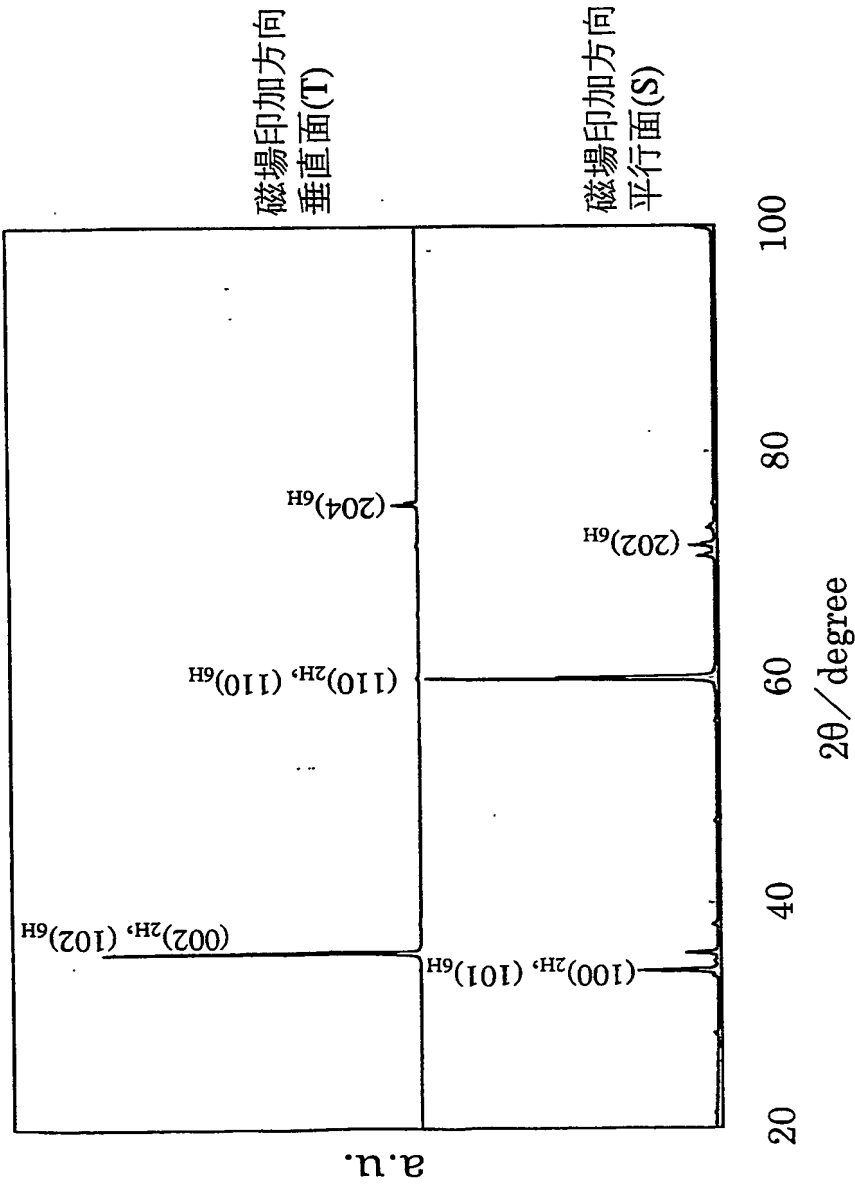 磁場印加方向
垂直面(T)
磁場印加方向
平行面(S)
(002)2H, (102)6H
(110)2H, (110)6H
(204)6H
(100)2H, (101)6H
(202)6H
a.u.
20
40
60
80
100
2θ/degree